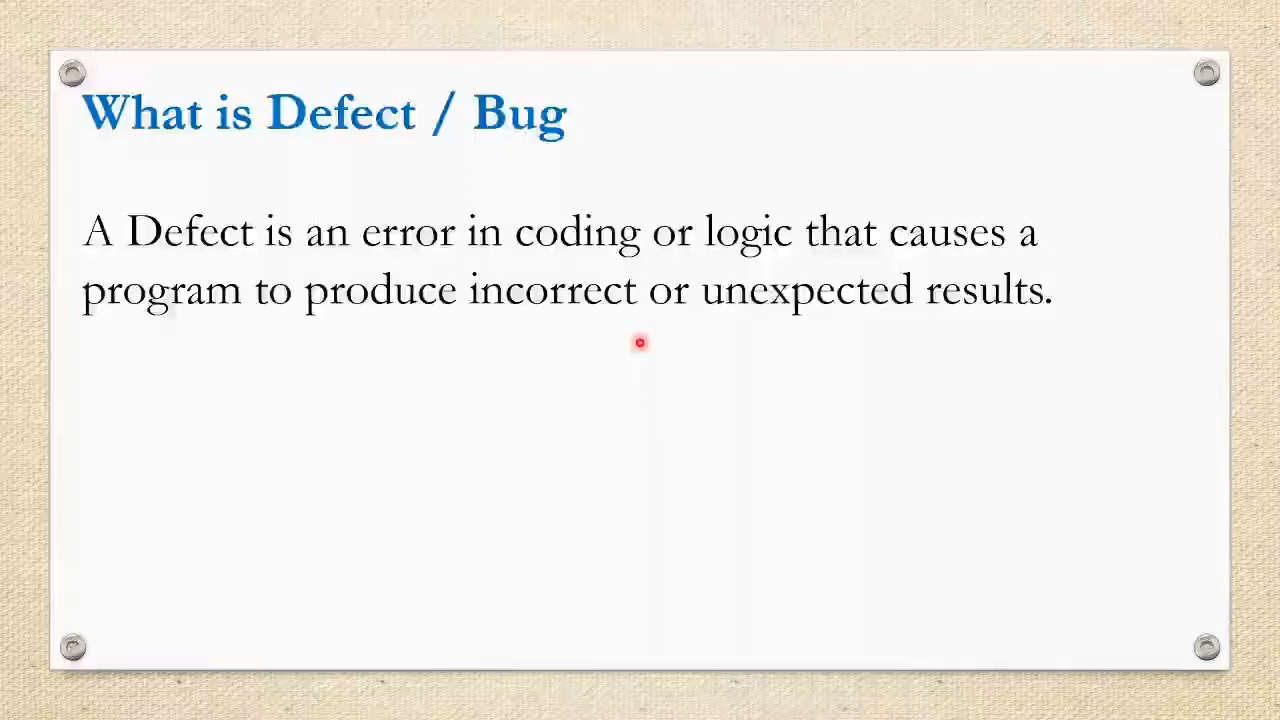 What is Defect / Bug
A Defect is an error in coding or logic that causes a
program to produce incorrect or unexpected results.